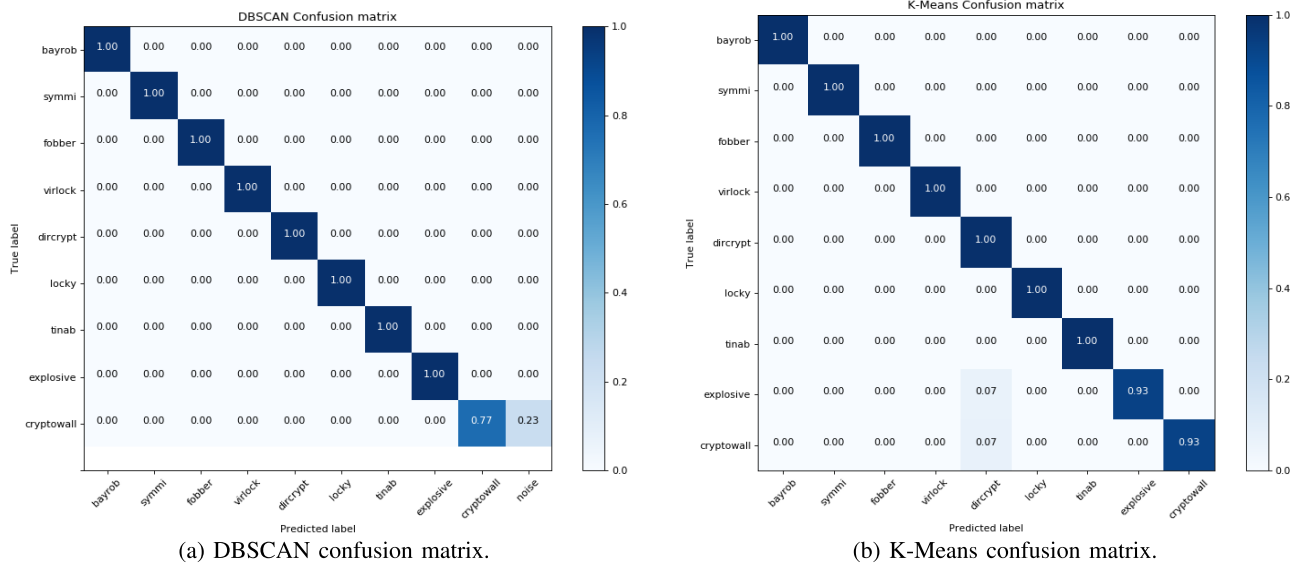 DBSCAN Confusion matrix
bayrob 1.00 0.00 0.00 0.00 0.00 0.00 0.00 0.00 0.00 0.00
symmi 0.00 1.00 0.00 0.00 0.00 0.00 0.00 0.00 0.00 0.00
fobber 0.00 0.00 1.00 0.00 0.00 0.00 0.00 0.00 0.00 0.00
virlock 0.00 0.00 0.00 1.00 0.00 0.00 0.00 0.00 0.00 0.00
dircrypt 0.00 0.00 0.00 0.00 1.00 0.00 0.00 0.00 0.00 0.00
locky 0.00 0.00 0.00 0.00 0.00 1.00 0.00 0.00 0.00 0.00
tinab 0.00 0.00 0.00 0.00 0.00 0.00 1.00 0.00 0.00 0.00
explosive 0.00 0.00 0.00 0.00 0.00 0.00 0.00 1.00 0.00 0.00
cryptowall 0.00 0.00 0.00 0.00 0.00 0.00 0.00 0.00 0.77 0.23
True label
bayrob symmi fobber virlock dircrypt locky tinab explosive cryptowall noise
Predicted label
1.0
0.8
0.6
0.4
0.2
0.0
(a) DBSCAN confusion matrix.
K-Means Confusion matrix
bayrob 1.00 0.00 0.00 0.00 0.00 0.00 0.00 0.00 0.00
symmi 0.00 1.00 0.00 0.00 0.00 0.00 0.00 0.00 0.00
fobber 0.00 0.00 1.00 0.00 0.00 0.00 0.00 0.00 0.00
virlock 0.00 0.00 0.00 1.00 0.00 0.00 0.00 0.00 0.00
dircrypt 0.00 0.00 0.00 0.00 1.00 0.00 0.00 0.00 0.00
locky 0.00 0.00 0.00 0.00 0.00 1.00 0.00 0.00 0.00
tinab 0.00 0.00 0.00 0.00 0.00 0.00 1.00 0.00 0.00
explosive 0.00 0.00 0.00 0.00 0.07 0.00 0.00 0.93 0.00
cryptowall 0.00 0.00 0.00 0.00 0.07 0.00 0.00 0.00 0.93
True label
bayrob symmi fobber virlock dircrypt locky tinab explosive cryptowall
Predicted label
1.0
0.8
0.6
0.4
0.2
0.0
(b) K-Means confusion matrix.